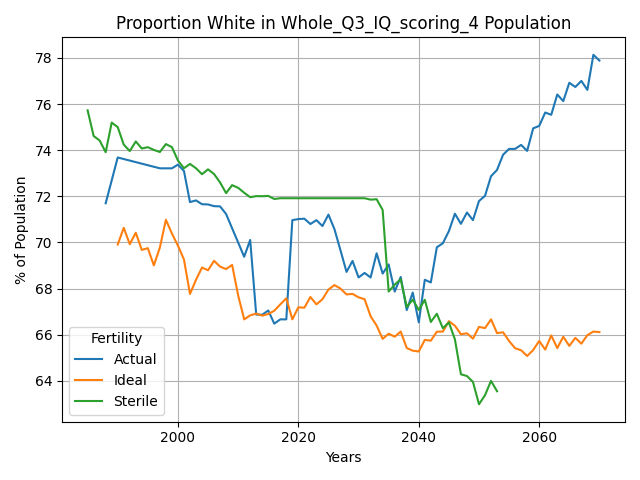 Proportion White in Whole_Q3_IQ_scoring_4 Population
% of Population
78
76
74
72
70
68
66
64
Fertility
Actual
Ideal
Sterile
2000
2020
2040
2060
Years